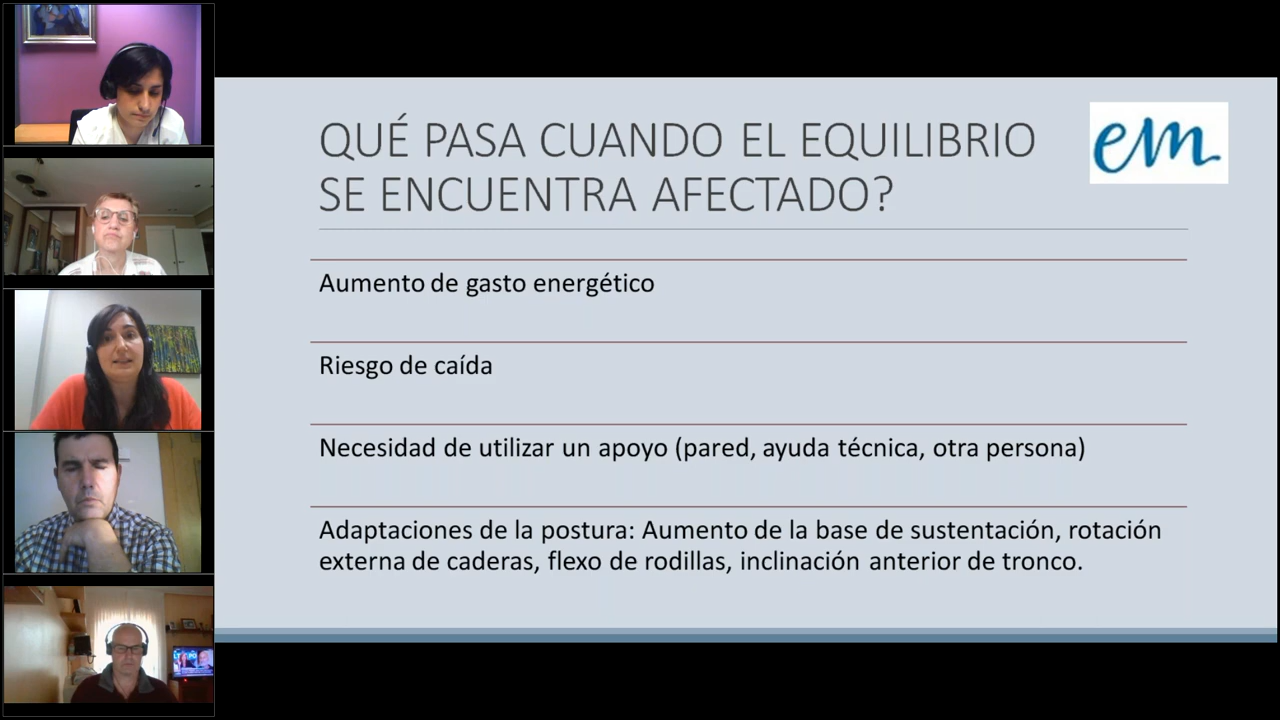 QUÉ PASA CUANDO EL EQUILIBRIO
SE ENCUENTRA AFECTADO?
em
Aumento de gasto energético
Riesgo de caída
Necesidad de utilizar un apoyo (pared, ayuda técnica, otra persona)
Adaptaciones de la postura: Aumento de la base de sustentación, rotación
externa de caderas, flexo de rodillas, inclinación anterior de tronco.